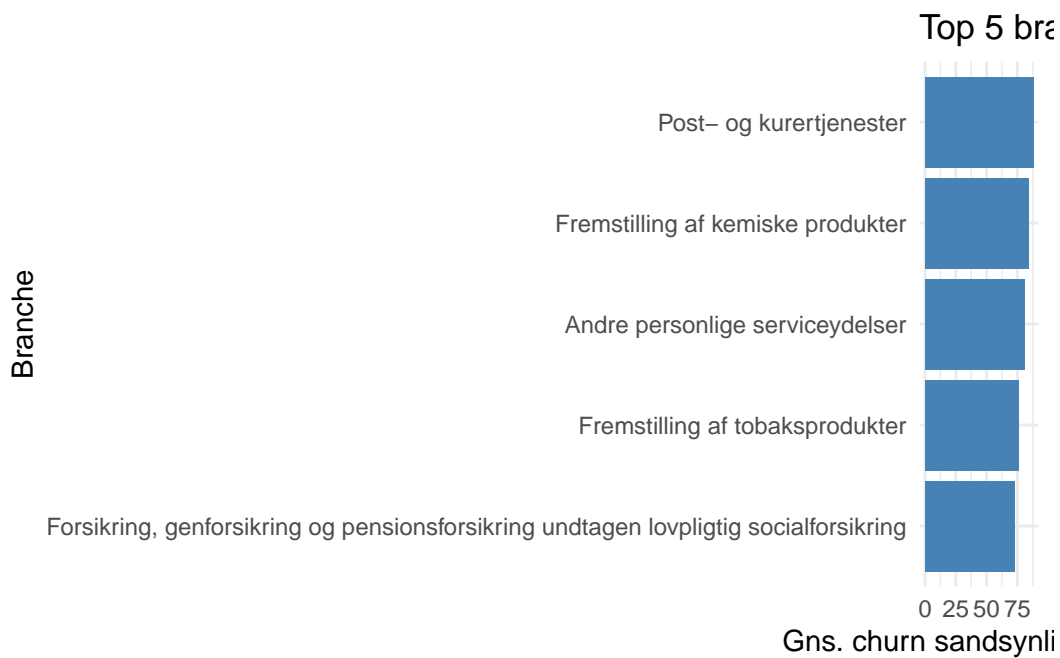 Top 5 bra
Post- og kurertjenester
Fremstilling af kemiske produkter
Andre personlige serviceydelser
Fremstilling af tobaksprodukter
Forsikring, genforsikring og pensionsforsikring undtagen lovpligtig socialforsikring
Branche
0 25 50 75
Gns. churn sandsynli